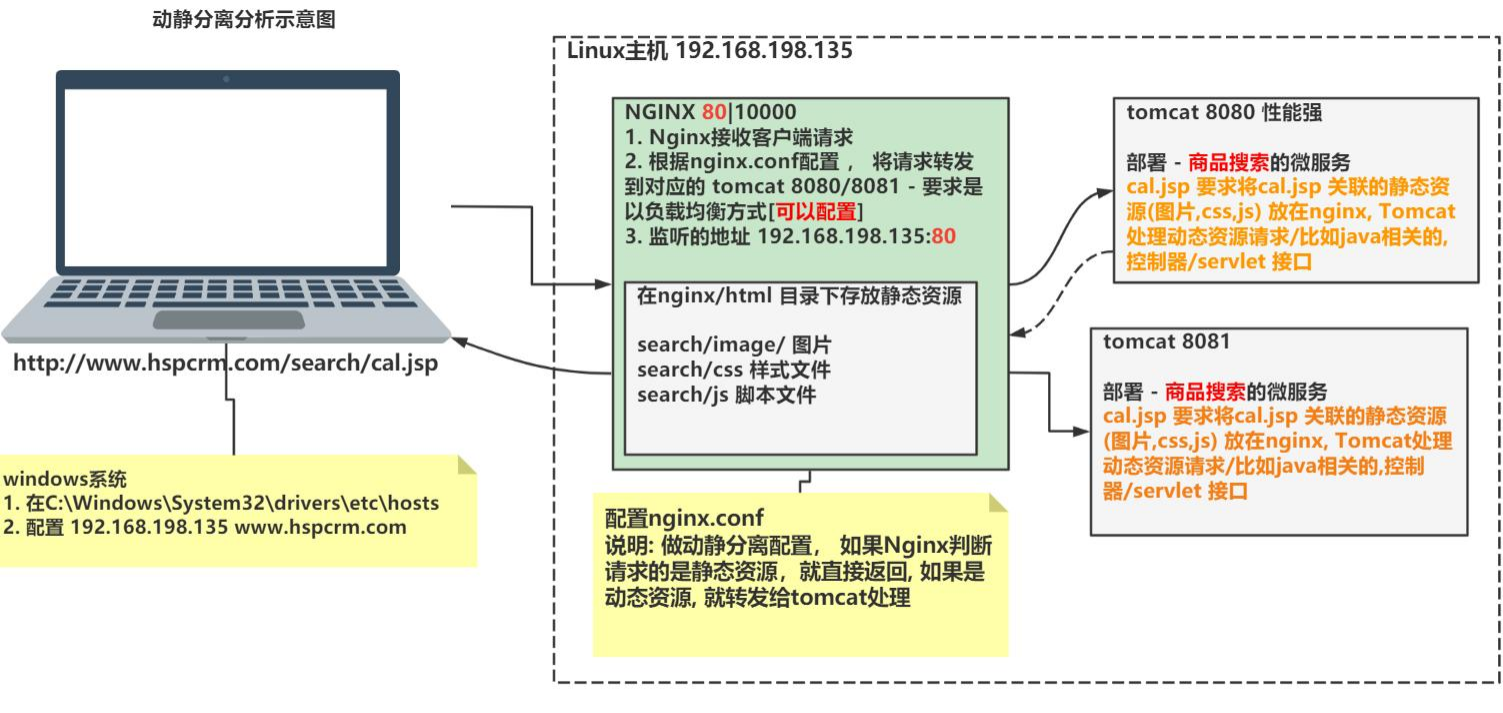 动静分离分析示意图
http://www.hspcrm.com/search/cal.jsp
windows系统
1. 在C:\Windows\System32\drivers\etc\hosts
2. 配置 192.168.198.135 www.hspcrm.com
Linux主机 192.168.198.135
NGINX 80|10000
1. Nginx接收客户端请求
2. 根据nginx.conf配置， 将请求转发
到对应的 tomcat 8080/8081 - 要求是
以负载均衡方式[可以配置]
3. 监听的地址 192.168.198.135:80
在nginx/html 目录下存放静态资源
search/image/ 图片
search/css 样式文件
search/js 脚本文件
配置nginx.conf
说明: 做动静分离配置， 如果Nginx判断
请求的是静态资源，就直接返回, 如果是
动态资源, 就转发给tomcat处理
tomcat 8080 性能强
部署 - 商品搜索的微服务
cal.jsp 要求将cal.jsp 关联的静态资
源(图片,css,js) 放在nginx, Tomcat
处理动态资源请求/比如java相关的,
控制器/servlet 接口
tomcat 8081
部署 - 商品搜索的微服务
cal.jsp 要求将cal.jsp 关联的静态资源
(图片,css,js) 放在nginx, Tomcat处理
动态资源请求/比如java相关的,控制
器/servlet 接口